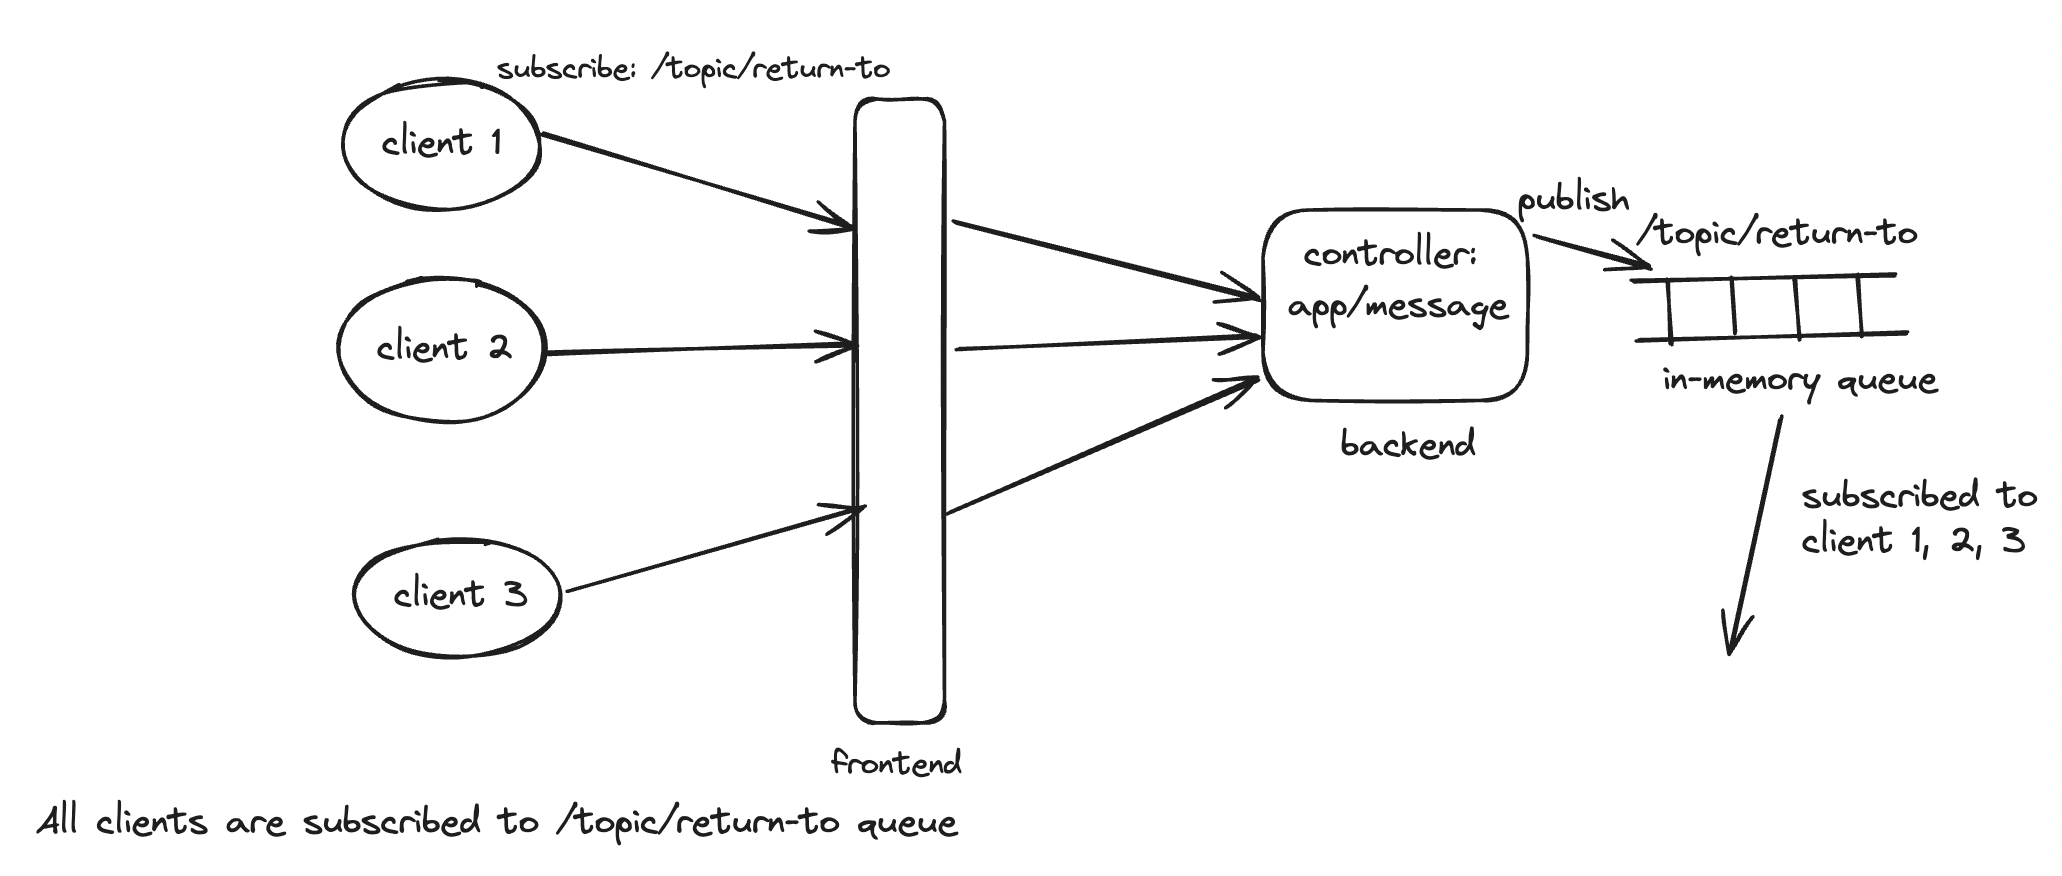 subscribe: /topic/return-to
client 1
client 2
client 3
frontend
controller:
app/message
backend
publish
/topic/return-to
in-memory queue
subscribed to
client 1, 2, 3
All clients are subscribed to /topic/return-to queue